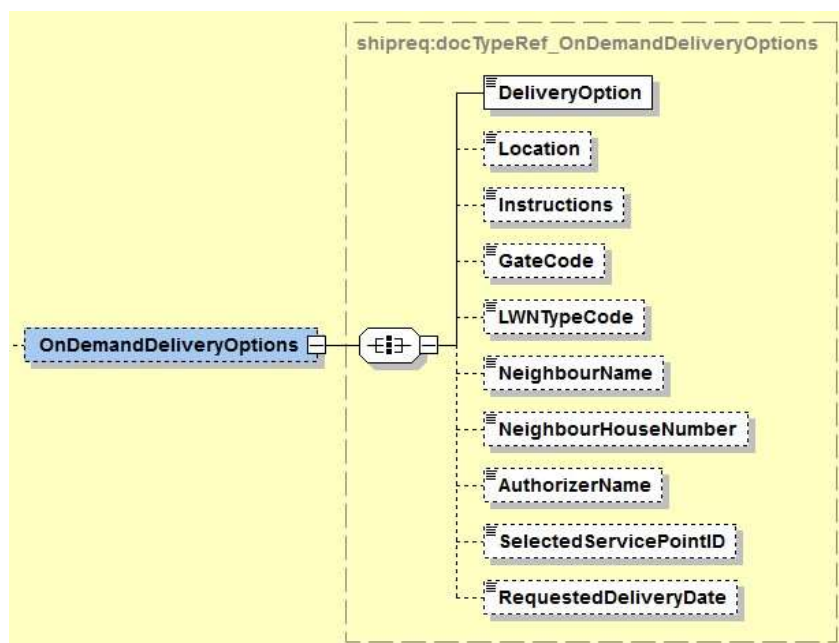 shipreq:docTypeRef_OnDemandDeliveryOptions
DeliveryOption
Location
Instructions
GateCode
LWNTypeCode
OnDemandDeliveryOptions
NeighbourName
NeighbourHouseNumber
AuthorizerName
SelectedServicePointID
RequestedDeliveryDate